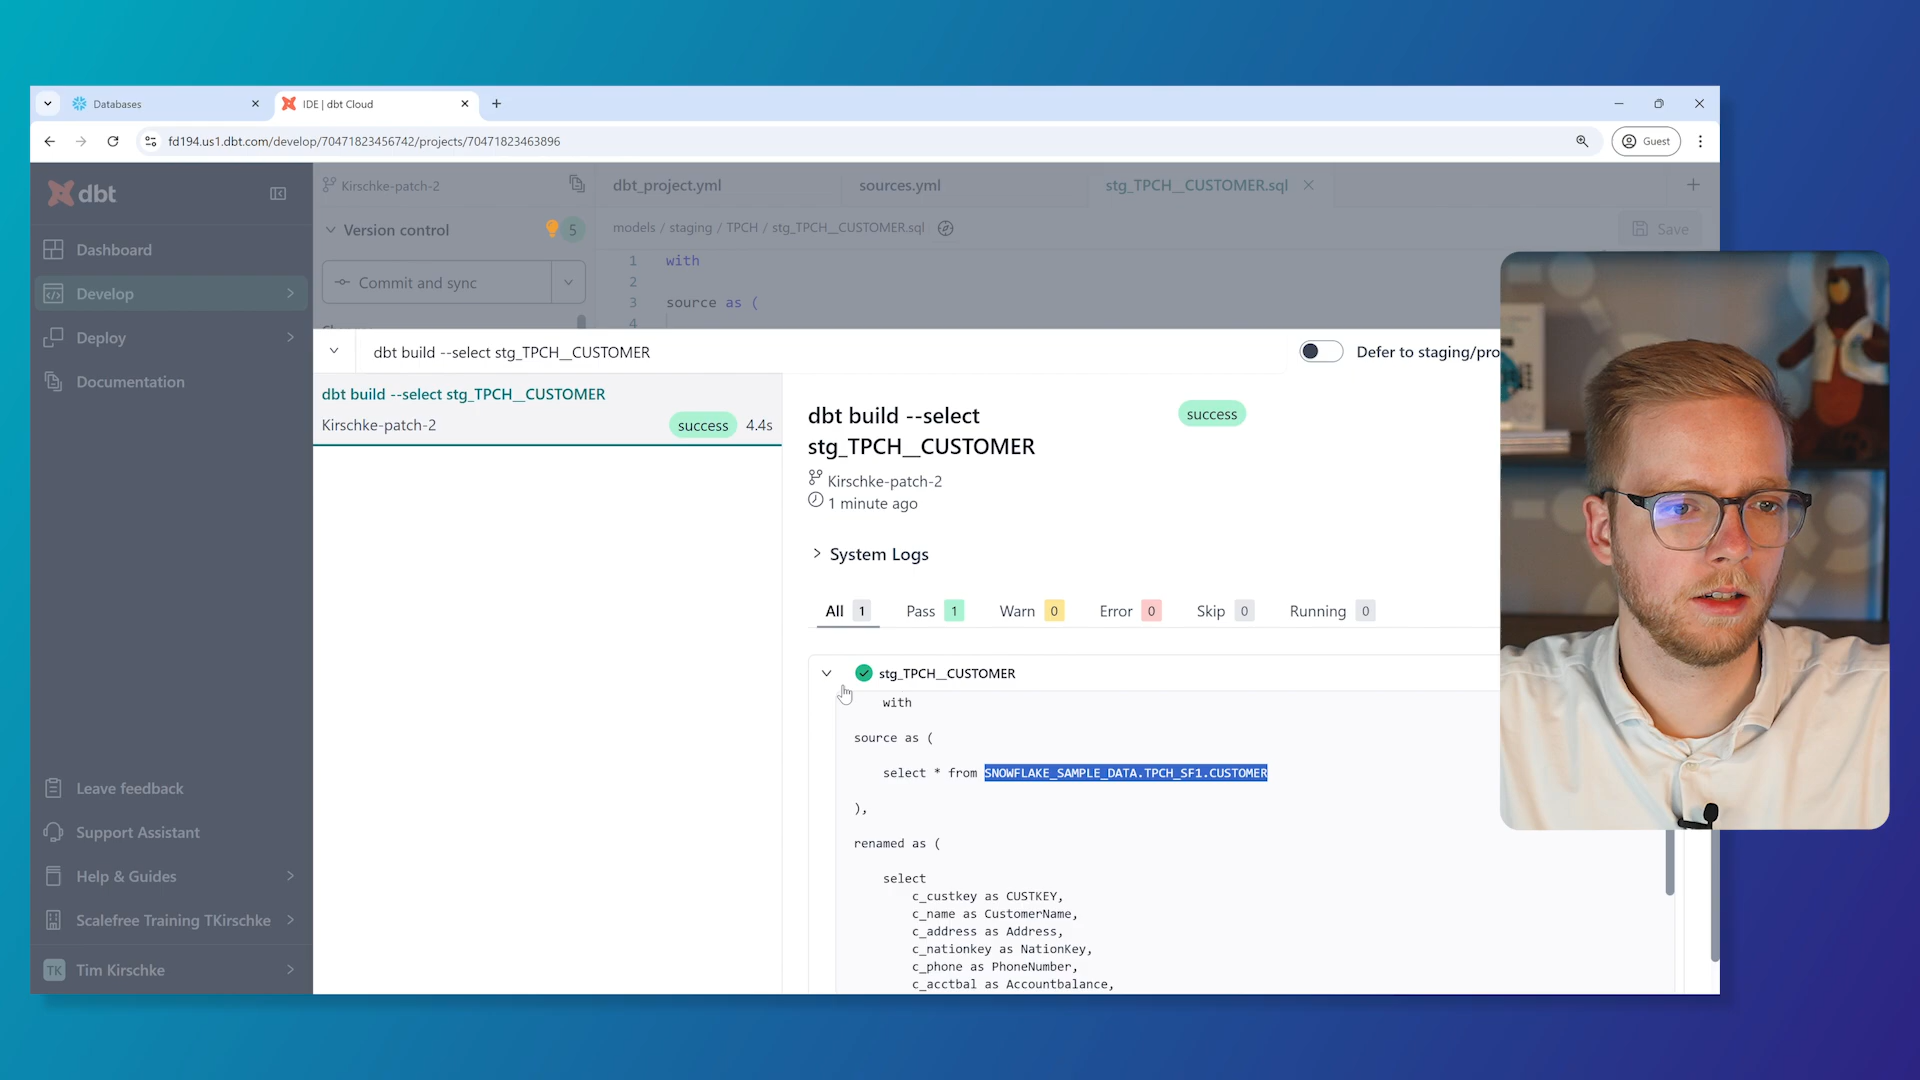 Databases
IDE | dbt Cloud
fd194.us1.dbt.com/develop/70471823456742/projects/70471823463896
Guest
dbt
Dashboard
Develop
Deploy
Documentation
Leave feedback
Support Assistant
Help & Guides
Scalefree Training TKirschke
TK Tim Kirschke
Kirschke-patch-2
Version control
5
Commit and sync
dbt_project.yml
sources.yml
stg_TPCH__CUSTOMER.sql
models / staging / TPCH / stg_TPCH__CUSTOMER.sql
Save
1 with
2
3 source as (
4
dbt build --select stg_TPCH__CUSTOMER
Defer to staging/pro
dbt build --select stg_TPCH__CUSTOMER
Kirschke-patch-2
success 4.4s
dbt build --select
stg_TPCH__CUSTOMER
success
Kirschke-patch-2
1 minute ago
System Logs
All 1 Pass 1 Warn 0 Error 0 Skip 0 Running 0
stg_TPCH__CUSTOMER
with
source as (
select * from SNOWFLAKE_SAMPLE_DATA.TPCH_SF1.CUSTOMER
),
renamed as (
select
c_custkey as CUSTKEY,
c_name as CustomerName,
c_address as Address,
c_nationkey as NationKey,
c_phone as PhoneNumber,
c_acctbal as Accountbalance,